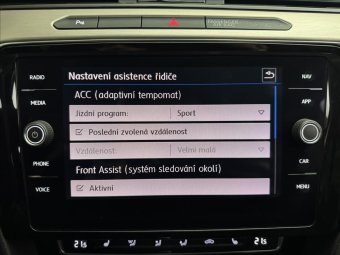 PASSENGER
RADIO
MEDIA
PHONE
VOICE
Nastavení asistence řidiče
ACC (adaptivní tempomat)
Jízdní program: Sport
Poslední zvolená vzdálenost
Vzdálenost: Velmi malá
Front Assist (systém sledování okolí)
Aktivní
NAV
APP
CAR
MENU